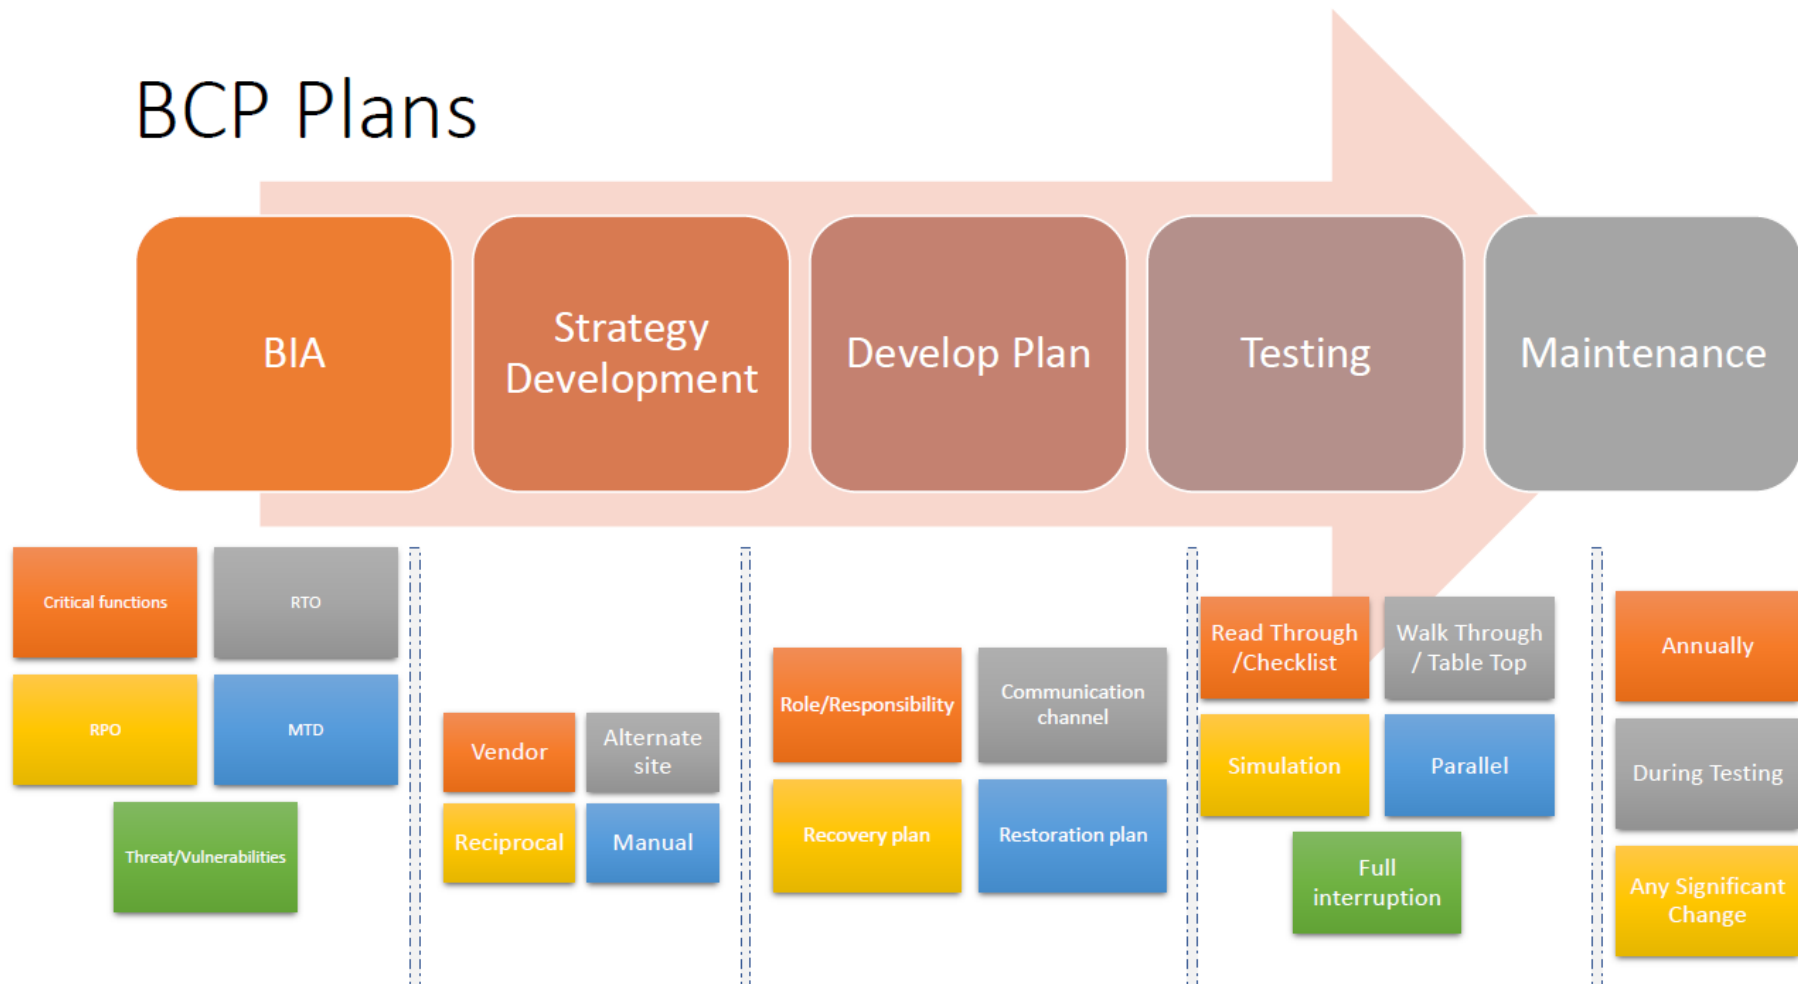 BCP Plans
BIA
Strategy
Development
Develop Plan
Testing
Maintenance
Critical functions
RTO
RPO
MTD
Threat/Vulnerabilities
Vendor
Alternate
site
Reciprocal
Manual
Role/Responsibility
Communication
channel
Recovery plan
Restoration plan
Read Through
/Checklist
Walk Through
/ Table Top
Simulation
Parallel
Full
interruption
Annually
During Testing
Any Significant
Change